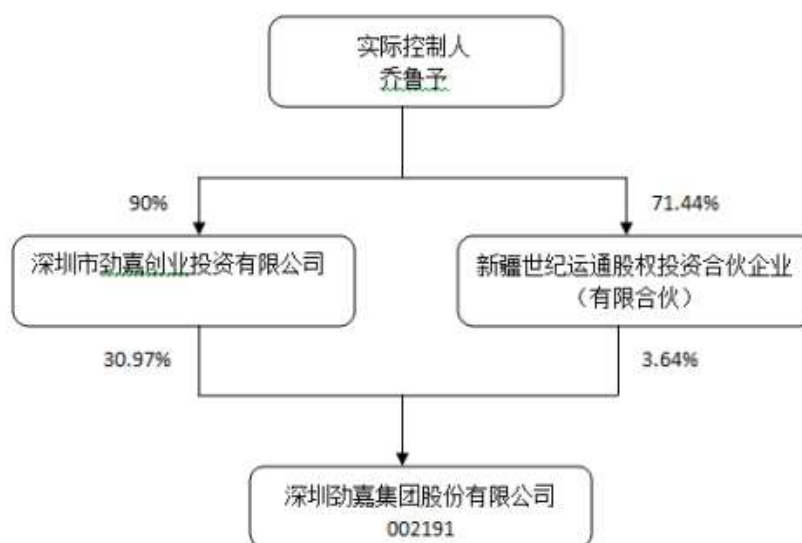 实际控制人
乔鲁予
90%
71.44%
深圳市劲嘉创业投资有限公司
新疆世纪运通股权投资合伙企业
（有限合伙）
30.97%
3.64%
深圳劲嘉集团股份有限公司
002191